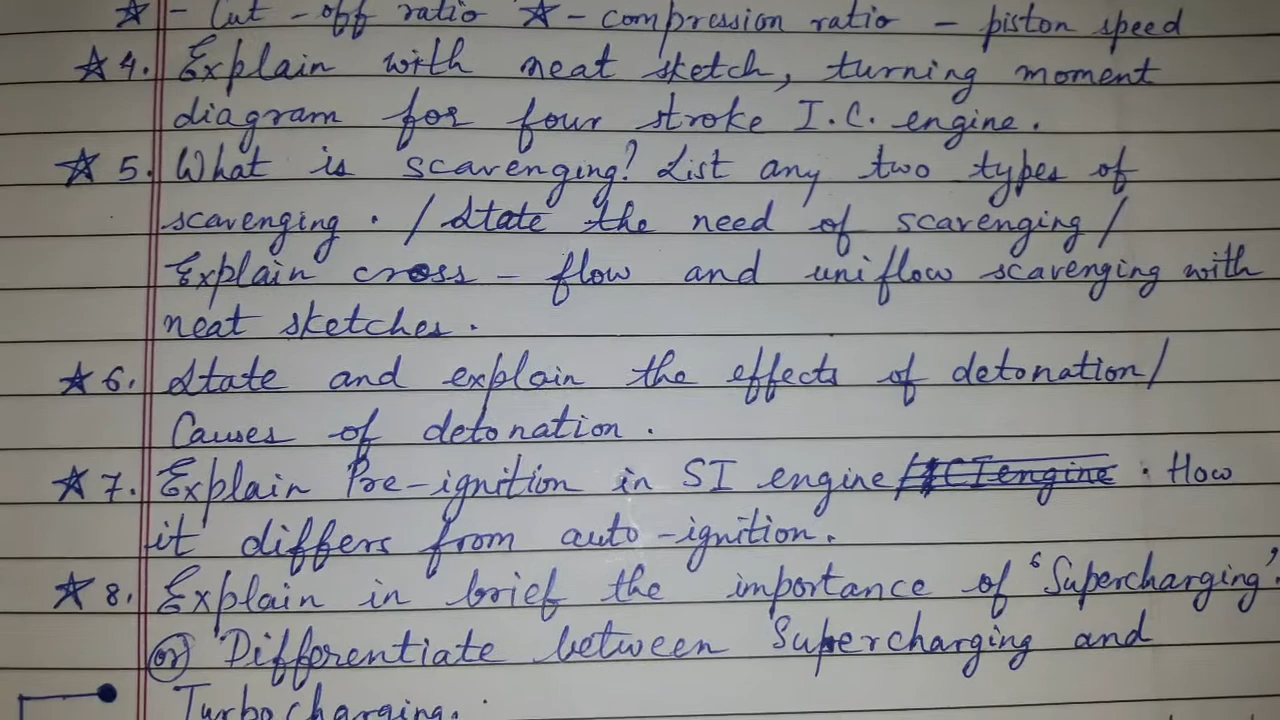 ☆ - Cut - off ratio ☆ - compression ratio - piston speed
☆ 4. Explain with neat sketch, turning moment
diagram for four stroke I.C. engine.
☆ 5. What is scavenging? List any two types of
scavenging. / State the need of scavenging /
Explain cross - flow and uniflow scavenging with
neat sketches.
☆ 6. State and explain the effects of detonation /
Causes of detonation.
☆ 7. Explain Pre-ignition in SI engine / CI engine. How
it differs from auto-ignition.
☆ 8. Explain in brief the importance of 'Supercharging'.
(or) Differentiate between Supercharging and
Turbocharging.